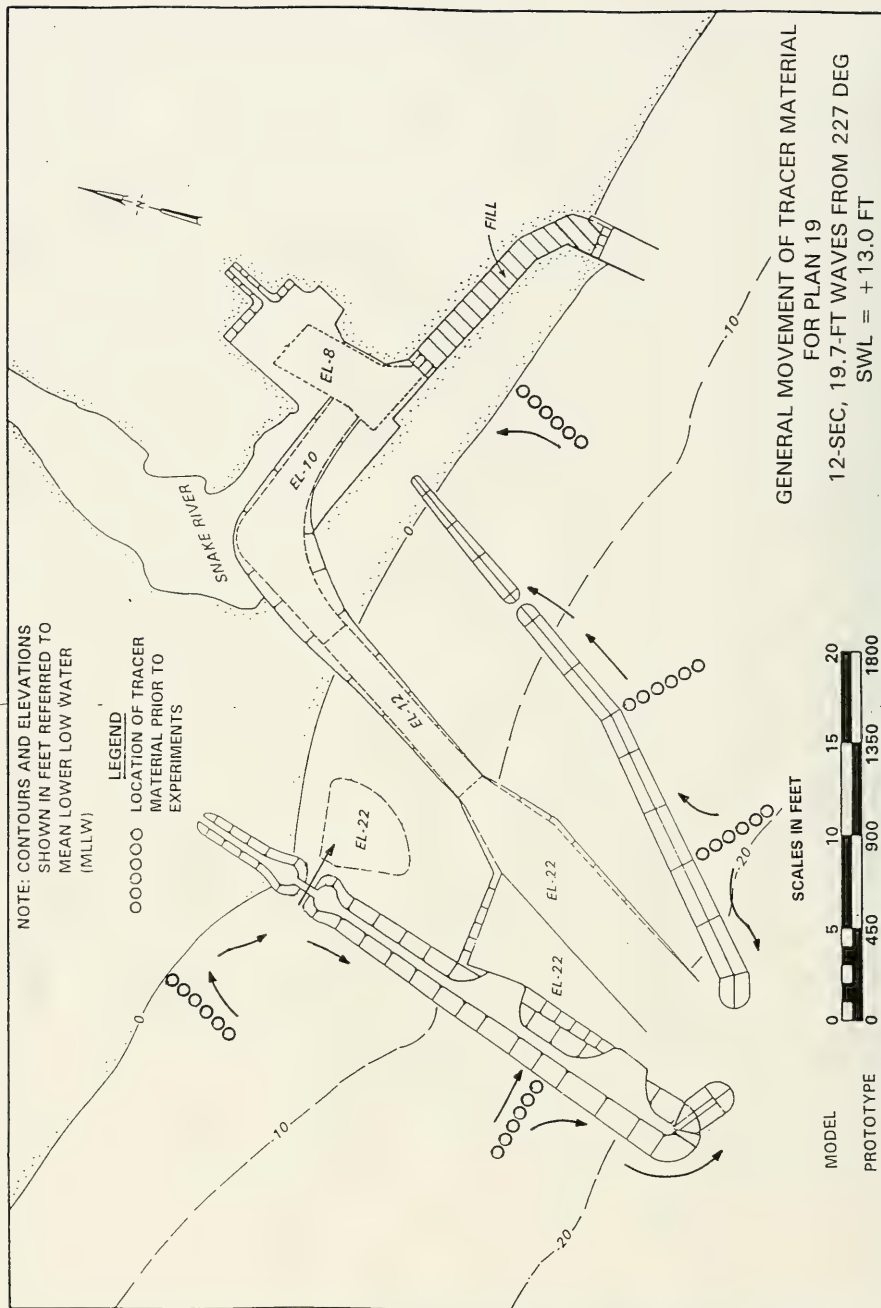 NOTE: CONTOURS AND ELEVATIONS
SHOWN IN FEET REFERRED TO
MEAN LOWER LOW WATER
(MLLW)
LEGEND
OOOOOO LOCATION OF TRACER
MATERIAL PRIOR TO
EXPERIMENTS
SNAKE RIVER
-N-
EL-8
EL-10
FILL
EL-12
EL-22
EL-22
EL-22
0
0
-10
-10
-20
-20
SCALES IN FEET
MODEL 0 5 10 15 20
PROTOTYPE 0 450 900 1350 1800
GENERAL MOVEMENT OF TRACER MATERIAL
FOR PLAN 19
12-SEC, 19.7-FT WAVES FROM 227 DEG
SWL = +13.0 FT